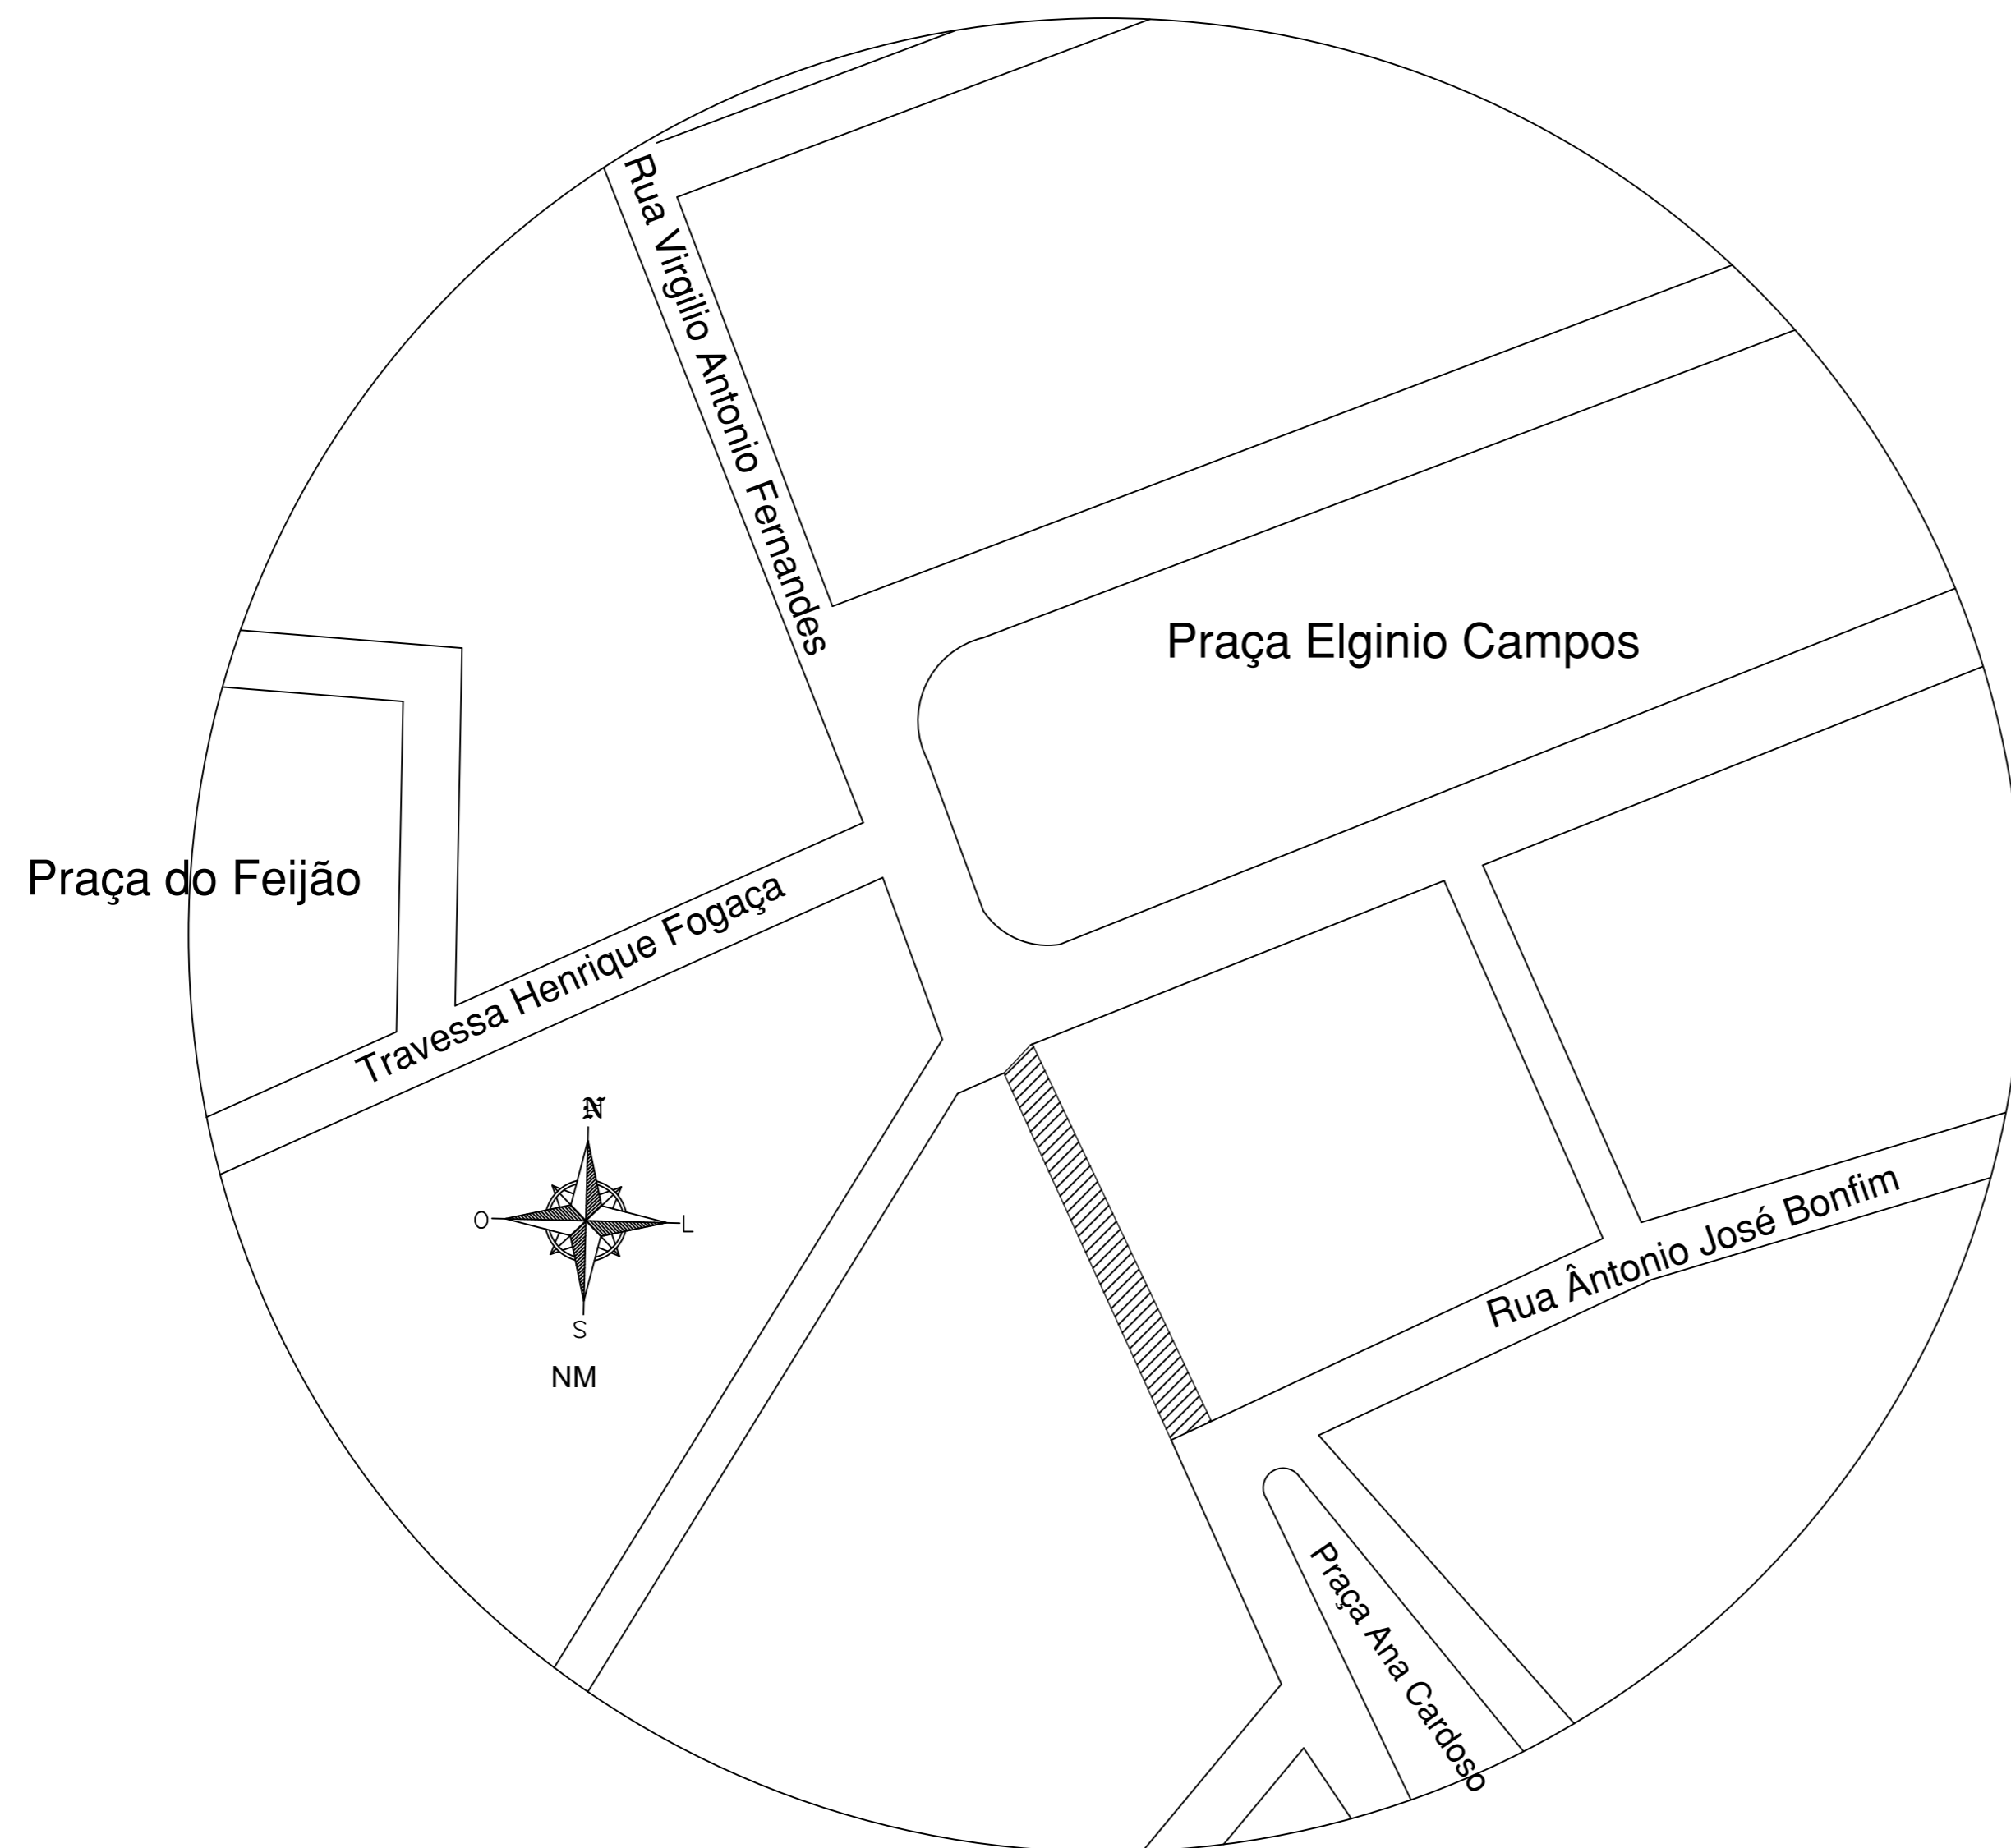 Rua Virgilio Antonio Fernandes
Praça Elginio Campos
Praça do Feijão
Travessa Henrique Fogaça
N
O
L
S
NM
Rua Ântonio José Bonfim
Praça Ana Cardoso